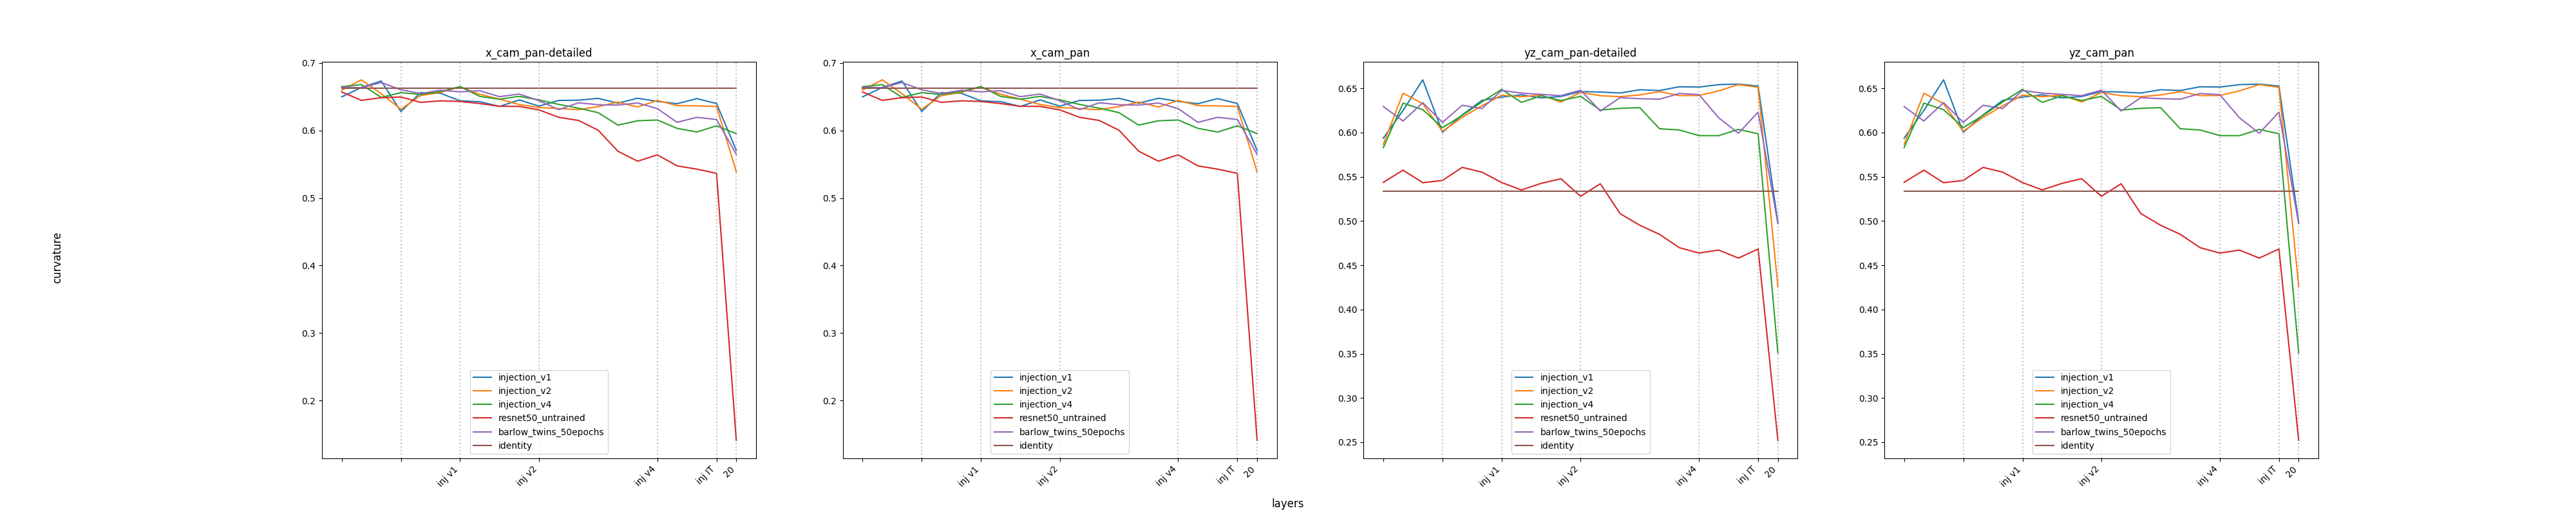 x_cam_pan-detailed
0.7
0.6
0.5
0.4
0.3
0.2
injection_v1
injection_v2
injection_v4
resnet50_untrained
barlow_twins_50epochs
identity
inj v1
inj v2
inj v4
inj IT
20
x_cam_pan
0.7
0.6
0.5
0.4
0.3
0.2
injection_v1
injection_v2
injection_v4
resnet50_untrained
barlow_twins_50epochs
identity
inj v1
inj v2
inj v4
inj IT
20
yz_cam_pan-detailed
0.65
0.60
0.55
0.50
0.45
0.40
0.35
0.30
0.25
injection_v1
injection_v2
injection_v4
resnet50_untrained
barlow_twins_50epochs
identity
inj v1
inj v2
inj v4
inj IT
20
yz_cam_pan
0.65
0.60
0.55
0.50
0.45
0.40
0.35
0.30
0.25
injection_v1
injection_v2
injection_v4
resnet50_untrained
barlow_twins_50epochs
identity
inj v1
inj v2
inj v4
inj IT
20
curvature
layers